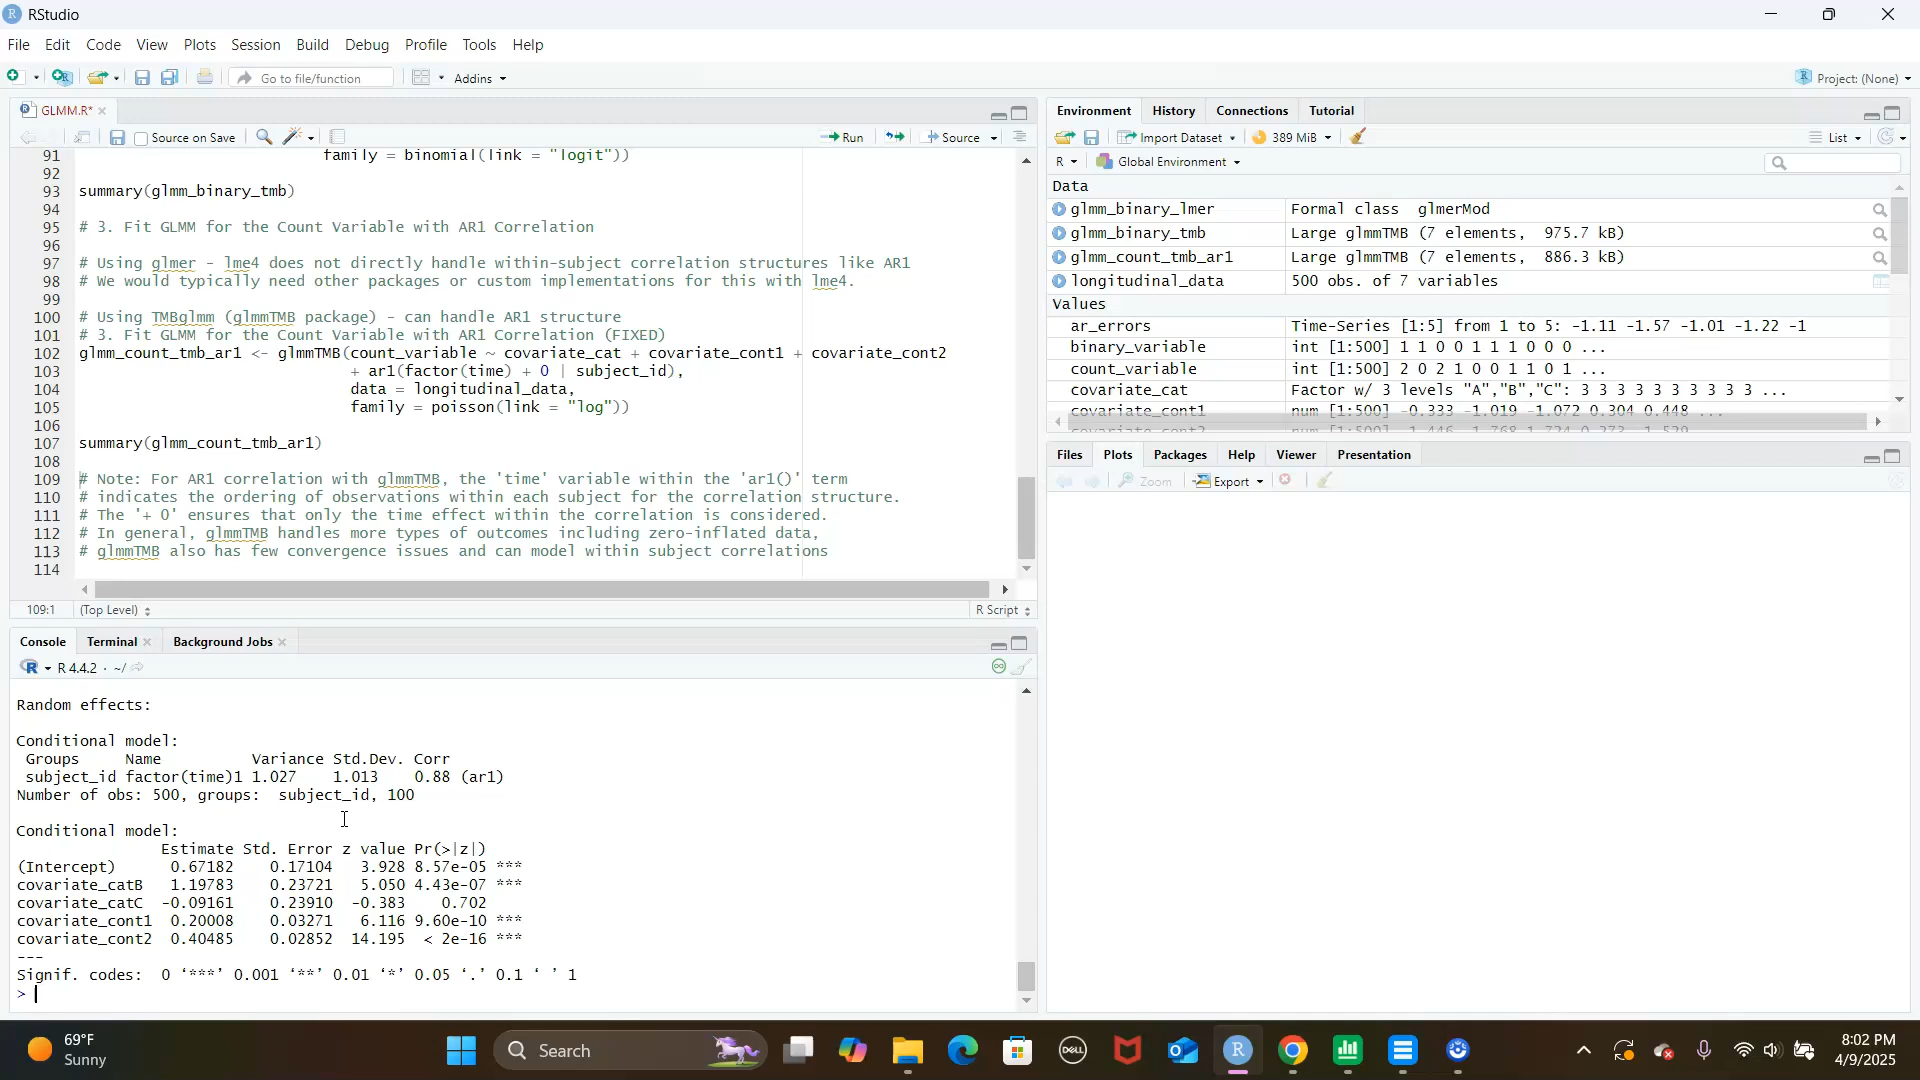 RStudio
File Edit Code View Plots Session Build Debug Profile Tools Help
Go to file/function Addins Project: (None)
GLMM.R*
Source on Save Run Source
91 family = binomial(link = "logit"))
92
93 summary(glmm_binary_tmb)
94
95 # 3. Fit GLMM for the Count Variable with AR1 Correlation
96
97 # Using glmer - lme4 does not directly handle within-subject correlation structures like AR1
98 # We would typically need other packages or custom implementations for this with lme4.
99
100 # Using TMBglmm (glmmTMB package) - can handle AR1 structure
101 # 3. Fit GLMM for the Count Variable with AR1 Correlation (FIXED)
102 glmm_count_tmb_ar1 <- glmmTMB(count_variable ~ covariate_cat + covariate_cont1 + covariate_cont2
103 + ar1(factor(time) + 0 | subject_id),
104 data = longitudinal_data,
105 family = poisson(link = "log"))
106
107 summary(glmm_count_tmb_ar1)
108
109 # Note: For AR1 correlation with glmmTMB, the 'time' variable within the 'ar1()' term
110 # indicates the ordering of observations within each subject for the correlation structure.
111 # The '+ 0' ensures that only the time effect within the correlation is considered.
112 # In general, glmmTMB handles more types of outcomes including zero-inflated data,
113 # glmmTMB also has few convergence issues and can model within subject correlations
114
109:1 (Top Level) R Script
Console Terminal Background Jobs
R 4.4.2 · ~/
Random effects:
Conditional model:
Groups Name Variance Std.Dev. Corr
subject_id factor(time)1 1.027 1.013 0.88 (ar1)
Number of obs: 500, groups: subject_id, 100
Conditional model:
Estimate Std. Error z value Pr(>|z|)
(Intercept) 0.67182 0.17104 3.928 8.57e-05 ***
covariate_catB 1.19783 0.23721 5.050 4.43e-07 ***
covariate_catC -0.09161 0.23910 -0.383 0.702
covariate_cont1 0.20008 0.03271 6.116 9.60e-10 ***
covariate_cont2 0.40485 0.02852 14.195 < 2e-16 ***
---
Signif. codes: 0 ‘***’ 0.001 ‘**’ 0.01 ‘*’ 0.05 ‘.’ 0.1 ‘ ’ 1
>
Environment History Connections Tutorial
Import Dataset 389 MiB List
R Global Environment
Data
glmm_binary_lmer Formal class glmerMod
glmm_binary_tmb Large glmmTMB (7 elements, 975.7 kB)
glmm_count_tmb_ar1 Large glmmTMB (7 elements, 886.3 kB)
longitudinal_data 500 obs. of 7 variables
Values
ar_errors Time-Series [1:5] from 1 to 5: -1.11 -1.57 -1.01 -1.22 -1
binary_variable int [1:500] 1 1 0 0 1 1 1 0 0 0 ...
count_variable int [1:500] 2 0 2 1 0 0 1 1 0 1 ...
covariate_cat Factor w/ 3 levels "A","B","C": 3 3 3 3 3 3 3 3 3 3 ...
covariate_cont1 num [1:500] -0.333 -1.019 -1.072 0.304 0.448 ...
Files Plots Packages Help Viewer Presentation
Zoom Export
69°F
Sunny
Search
DELL
8:02 PM
4/9/2025